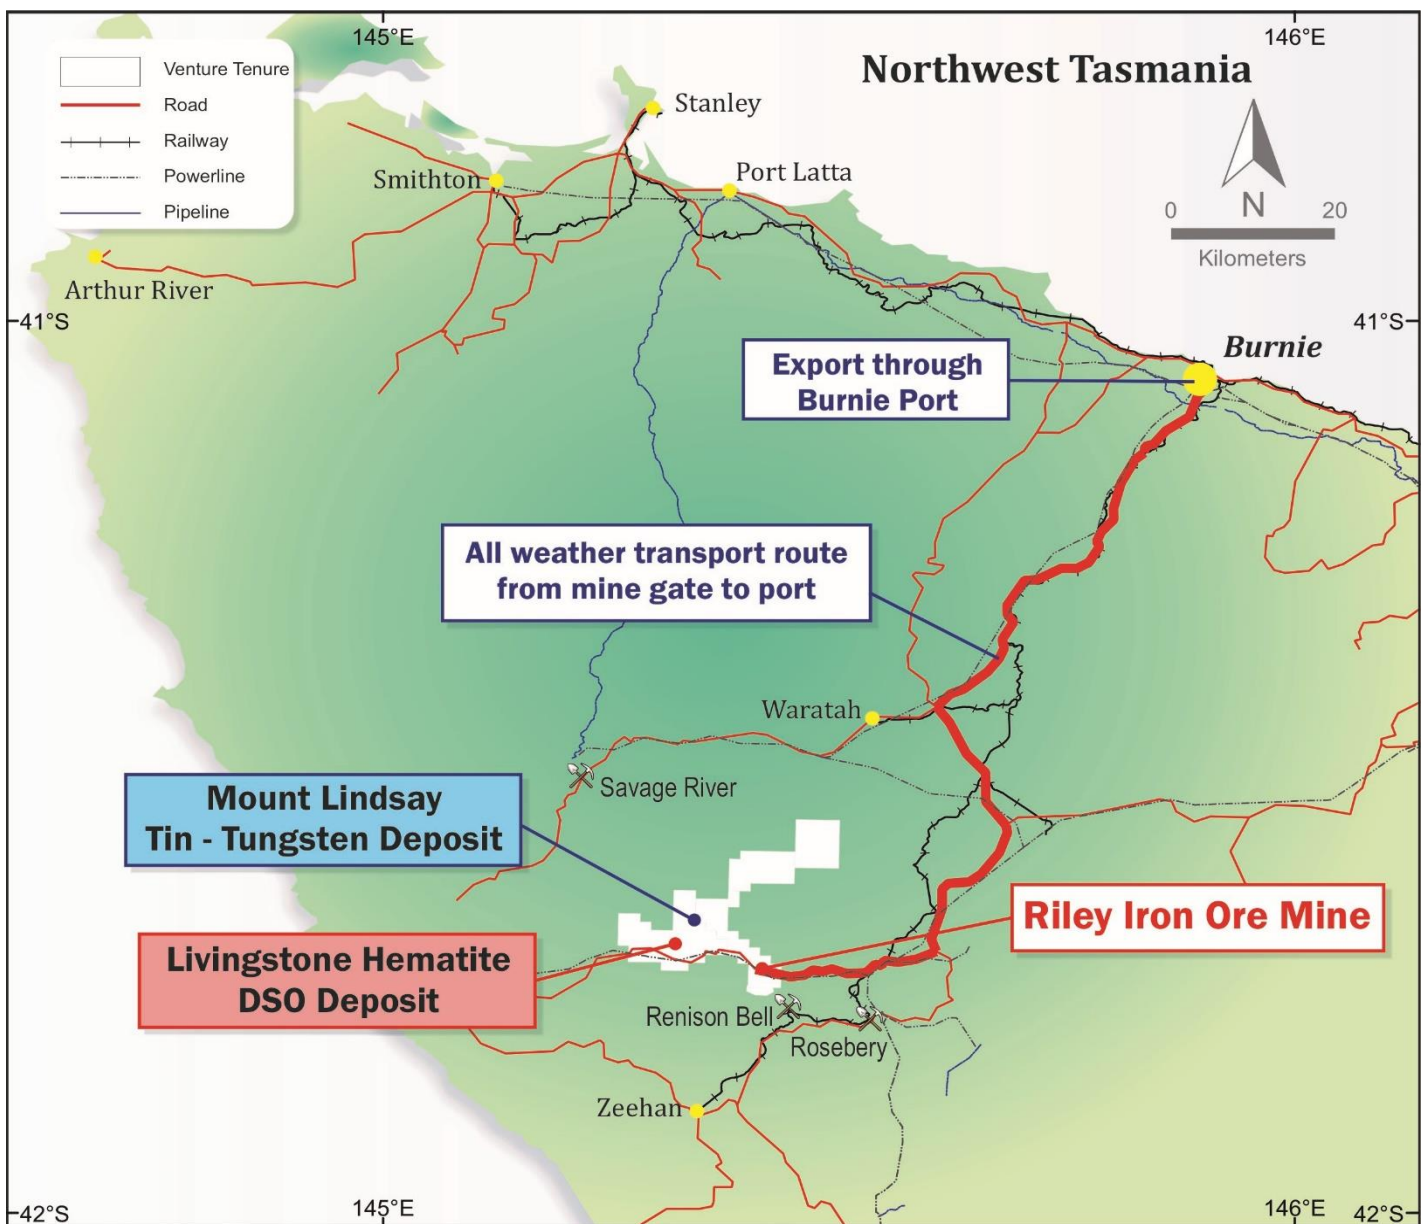 145°E
146°E
Northwest Tasmania
Venture Tenure
Road
Railway
Powerline
Pipeline
Stanley
Smithton
Port Latta
N
0
20
Kilometers
Arthur River
41°S
41°S
Burnie
Export through
Burnie Port
All weather transport route
from mine gate to port
Waratah
Savage River
Mount Lindsay
Tin - Tungsten Deposit
Riley Iron Ore Mine
Livingstone Hematite
DSO Deposit
Renison Bell
Rosebery
Zeehan
42°S
145°E
146°E
42°S